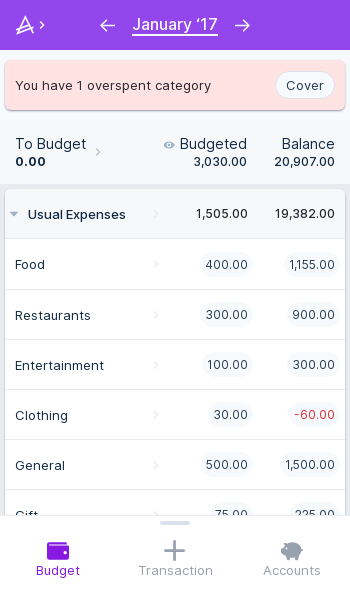 January ‘17
You have 1 overspent category
Cover
To Budget Budgeted Balance
0.00 3,030.00 20,907.00
Usual Expenses 1,505.00 19,382.00
Food 400.00 1,155.00
Restaurants 300.00 900.00
Entertainment 100.00 300.00
Clothing 30.00 -60.00
General 500.00 1,500.00
Gift 75.00 225.00
Budget Transaction Accounts